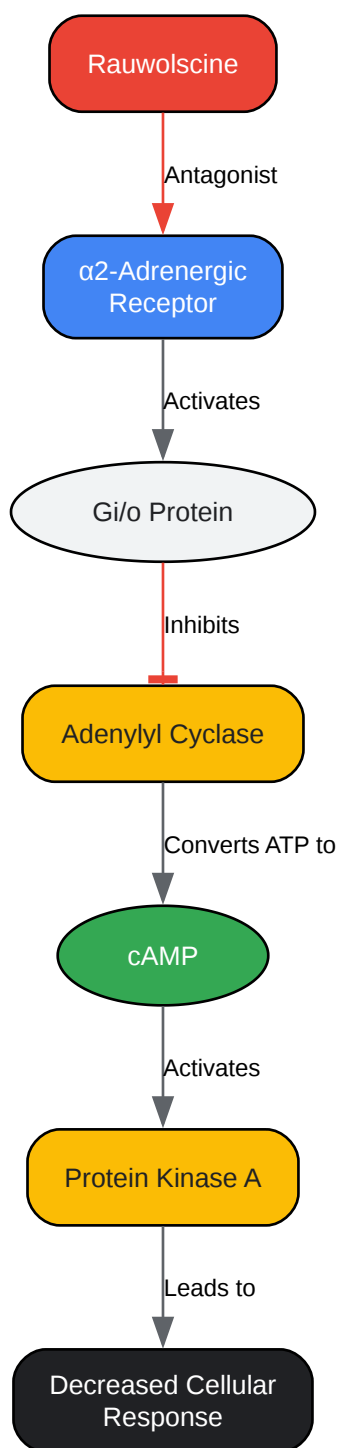 Rauwolscine
Antagonist
α2-Adrenergic
Receptor
Activates
Gi/o Protein
Inhibits
Adenylyl Cyclase
Converts ATP to
cAMP
Activates
Protein Kinase A
Leads to
Decreased Cellular
Response